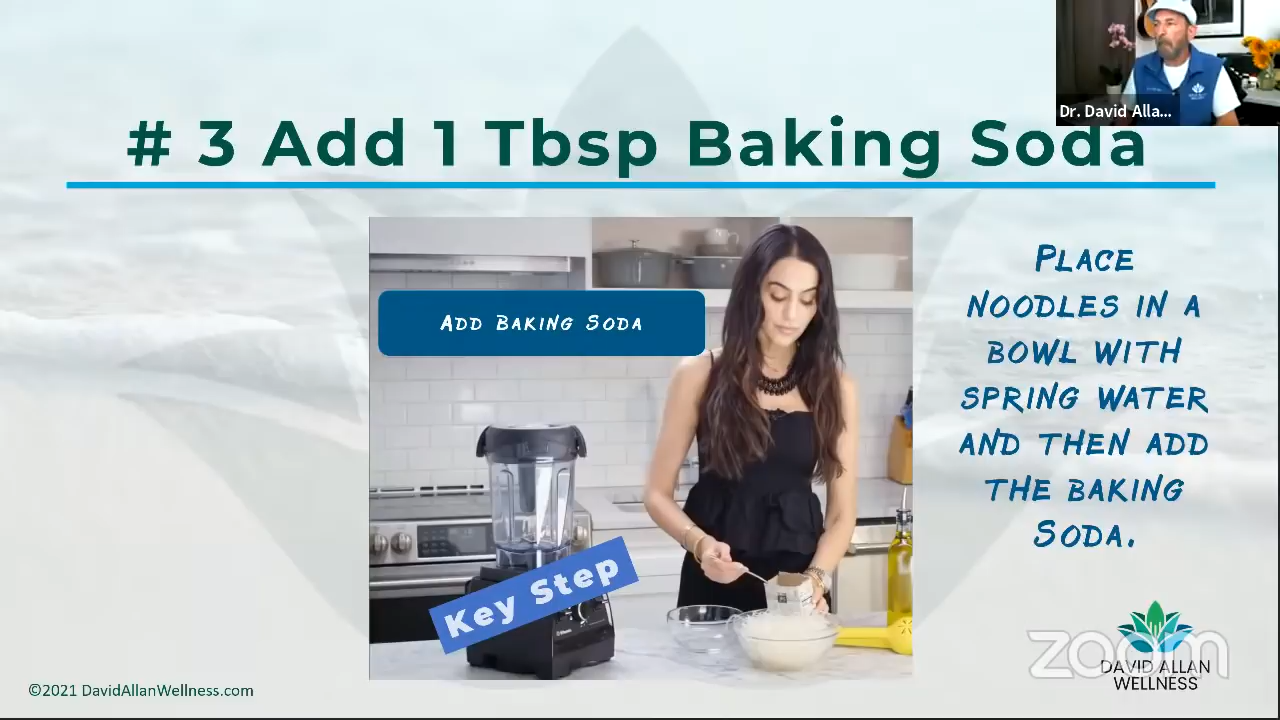 Dr. David Alla...
# 3 Add 1 Tbsp Baking Soda
Add Baking Soda
Key Step
Place
noodles in a
bowl with
spring water
and then add
the baking
Soda.
zoom
DAVID ALLAN
WELLNESS
©2021 DavidAllanWellness.com